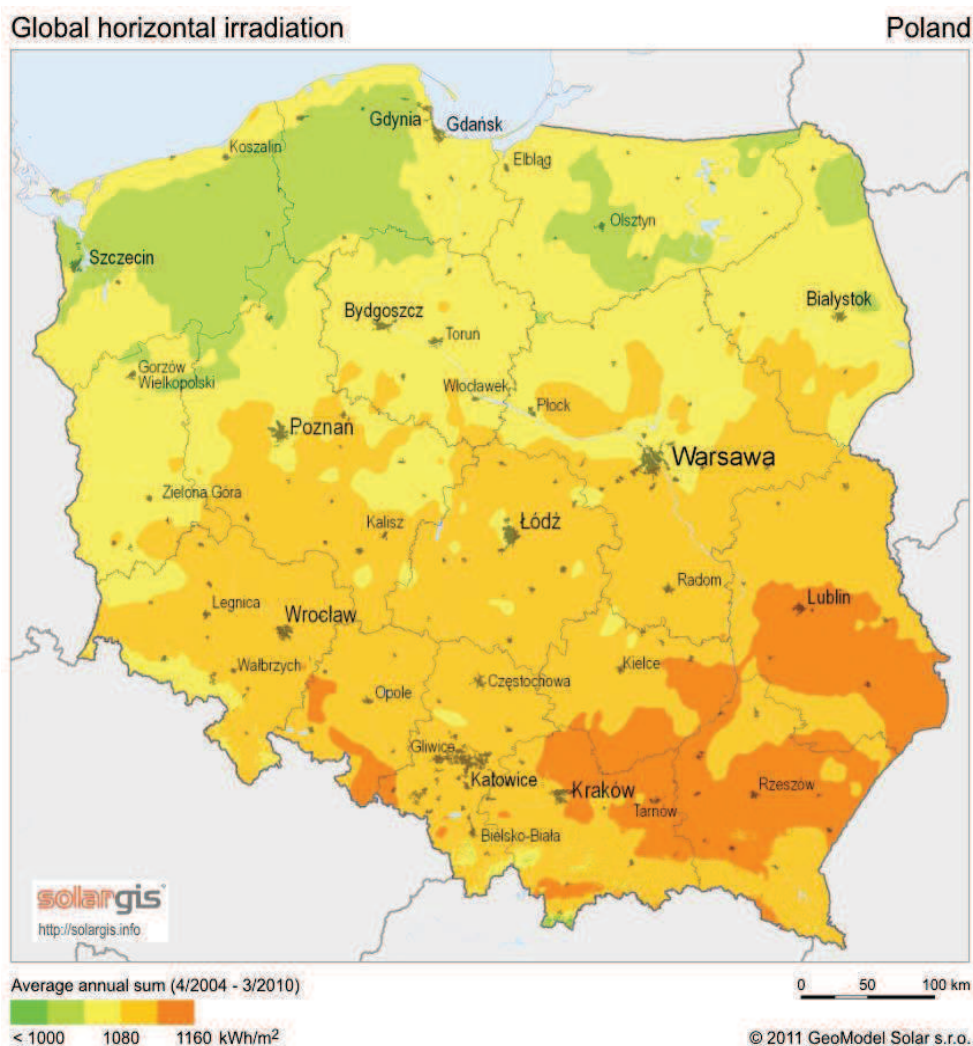 Global horizontal irradiation
Poland
Gdynia
Gdańsk
Koszalin
Elbląg
Olsztyn
Szczecin
Białystok
Bydgoszcz
Toruń
Gorzów
Wielkopolski
Włocławek
Płock
Poznań
Warsawa
Zielona Góra
Kalisz
Łódź
Radom
Legnica
Wrocław
Lublin
Wałbrzych
Kielce
Opole
Częstochowa
Gliwice
Katowice
Kraków
Tarnów
Rzeszów
Bielsko-Biała
solargis
http://solargis.info
Average annual sum (4/2004 - 3/2010)
0 50 100 km
< 1000 1080 1160 kWh/m²
© 2011 GeoModel Solar s.r.o.